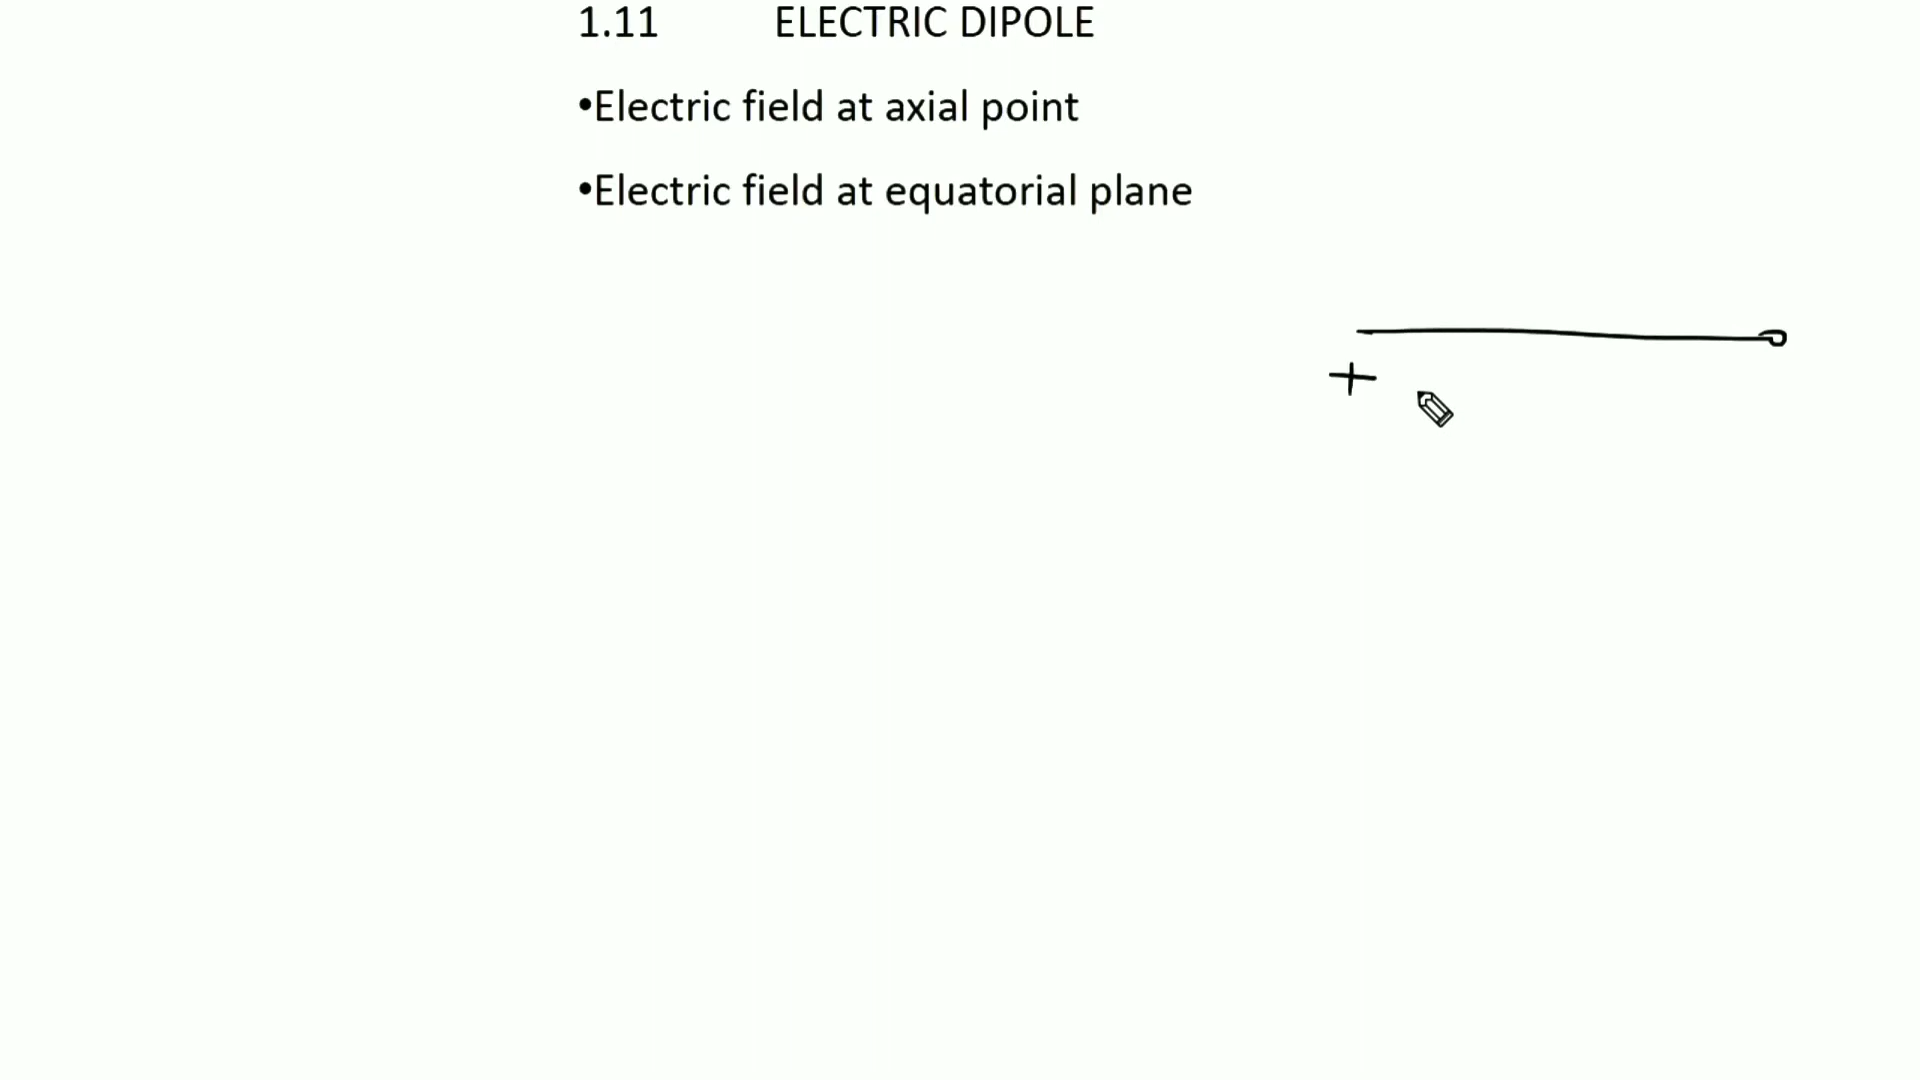 1.11 ELECTRIC DIPOLE
•Electric field at axial point
•Electric field at equatorial plane
+